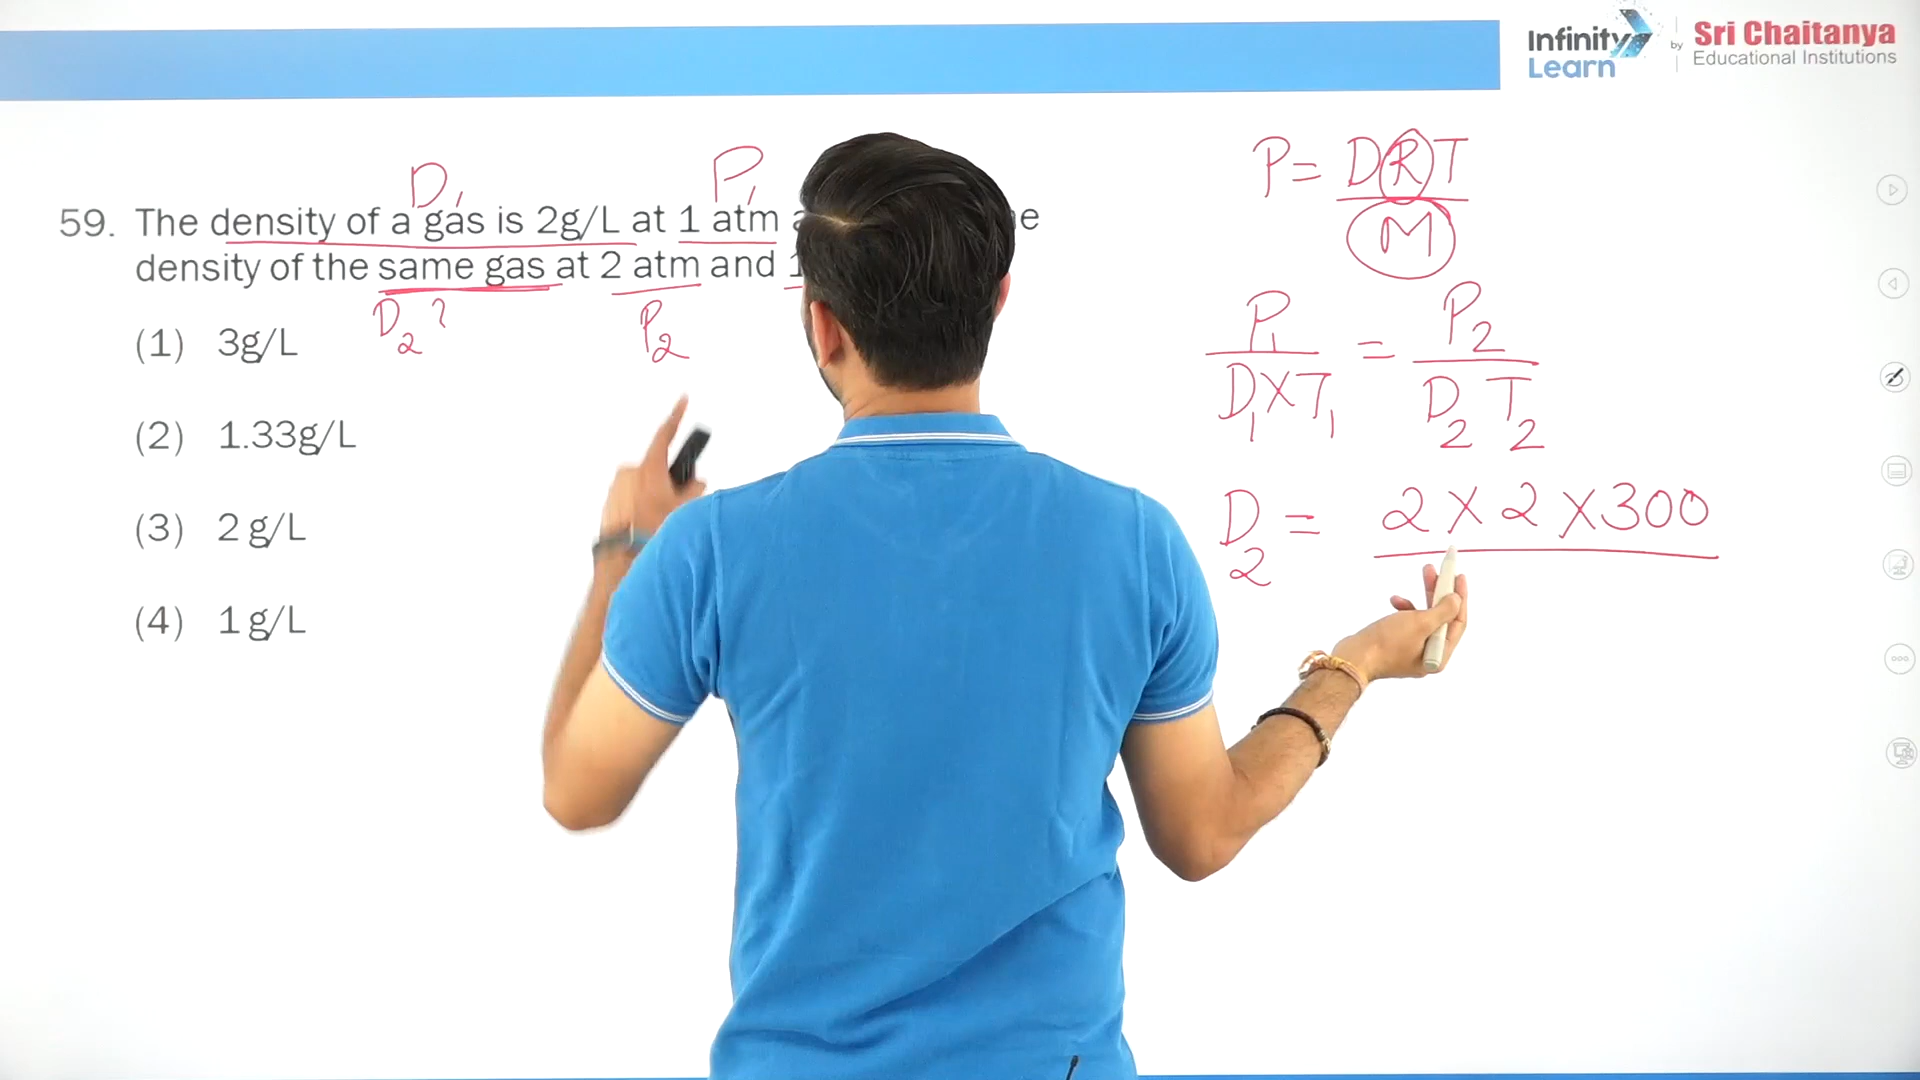 Infinity Learn by Sri Chaitanya Educational Institutions
D₁ P₁
59. The density of a gas is 2g/L at 1 atm
density of the same gas at 2 atm and
D₂ ? P₂
(1) 3g/L
(2) 1.33g/L
(3) 2 g/L
(4) 1 g/L
P = DRT / M
P₁ / D₁ × T₁ = P₂ / D₂ T₂
D₂ = 2 × 2 × 300